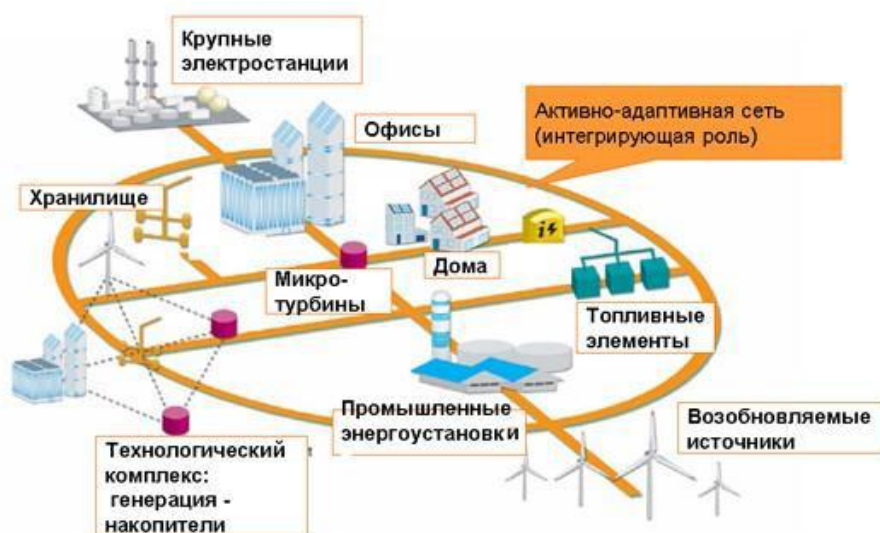 Крупные
электростанции
Активно-адаптивная сеть
(интегрирующая роль)
Офисы
Хранилище
i
Дома
Микро-
турбины
Топливные
элементы
Промышленные
энергоустановки
Возобновляемые
источники
Технологический
комплекс:
генерация -
накопители